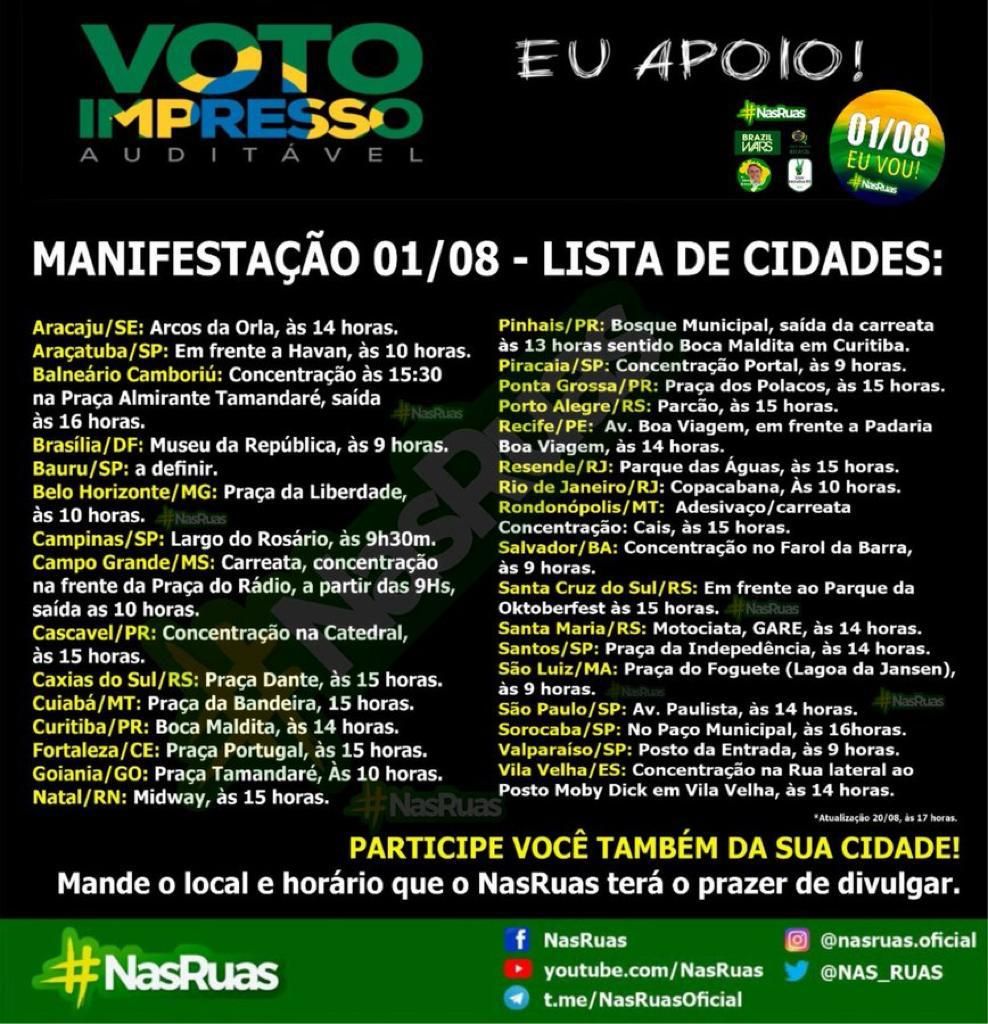 VOTO
IMPRESSO
AUDITÁVEL
EU APOIO!
#NasRuas
BRAZIL
WARS
01/08
EU VOU!
#NasRuas
MANIFESTAÇÃO 01/08 - LISTA DE CIDADES:
Aracaju/SE: Arcos da Orla, às 14 horas.
Araçatuba/SP: Em frente a Havan, às 10 horas.
Balneário Camboriú: Concentração às 15:30
na Praça Almirante Tamandaré, saída
às 16 horas.
Brasília/DF: Museu da República, às 9 horas.
Bauru/SP: a definir.
Belo Horizonte/MG: Praça da Liberdade,
às 10 horas.
Campinas/SP: Largo do Rosário, às 9h30m.
Campo Grande/MS: Carreata, concentração
na frente da Praça do Rádio, a partir das 9Hs,
saída as 10 horas.
Cascavel/PR: Concentração na Catedral,
às 15 horas.
Caxias do Sul/RS: Praça Dante, às 15 horas.
Cuiabá/MT: Praça da Bandeira, 15 horas.
Curitiba/PR: Boca Maldita, às 14 horas.
Fortaleza/CE: Praça Portugal, às 15 horas.
Goiania/GO: Praça Tamandaré, Às 10 horas.
Natal/RN: Midway, às 15 horas.
Pinhais/PR: Bosque Municipal, saída da carreata
às 13 horas sentido Boca Maldita em Curitiba.
Piracaia/SP: Concentração Portal, às 9 horas.
Ponta Grossa/PR: Praça dos Polacos, às 15 horas.
Porto Alegre/RS: Parcão, às 15 horas.
Recife/PE: Av. Boa Viagem, em frente a Padaria
Boa Viagem, às 14 horas.
Resende/RJ: Parque das Águas, às 15 horas.
Rio de Janeiro/RJ: Copacabana, Às 10 horas.
Rondonópolis/MT: Adesivaço/carreata
Concentração: Cais, às 15 horas.
Salvador/BA: Concentração no Farol da Barra,
às 9 horas.
Santa Cruz do Sul/RS: Em frente ao Parque da
Oktoberfest às 15 horas.
Santa Maria/RS: Motociata, GARE, às 14 horas.
Santos/SP: Praça da Indepedência, às 14 horas.
São Luiz/MA: Praça do Foguete (Lagoa da Jansen),
às 9 horas.
São Paulo/SP: Av. Paulista, às 14 horas.
Sorocaba/SP: No Paço Municipal, às 16horas.
Valparaíso/SP: Posto da Entrada, às 9 horas.
Vila Velha/ES: Concentração na Rua lateral ao
Posto Moby Dick em Vila Velha, às 14 horas.
#NasRuas
#NasRuas
#NasRuas
#NasRuas
#NasRuas
#NasRuas
#NasRuas
*Atualização 20/08, às 17 horas.
PARTICIPE VOCÊ TAMBÉM DA SUA CIDADE!
Mande o local e horário que o NasRuas terá o prazer de divulgar.
#NasRuas
NasRuas
youtube.com/NasRuas
t.me/NasRuasOficial
@nasruas.oficial
@NAS_RUAS